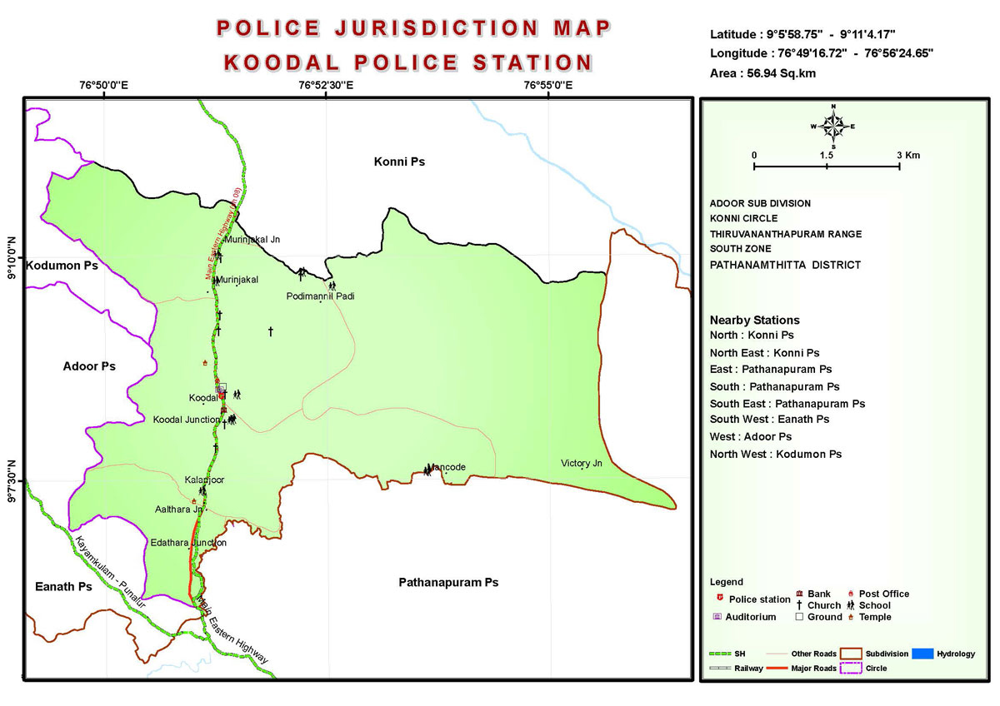 POLICE JURISDICTION MAP
KOODAL POLICE STATION
Latitude : 9°5'58.75" - 9°11'4.17"
Longitude : 76°49'16.72" - 76°56'24.65"
Area : 56.94 Sq.km
76°50'0"E
76°52'3 0"E
76°55'0"E
9°10'0"N
9°7'30"N
Konni Ps
Main Eastern Highway (sh 08)
Murinjakal Jn
Kodumon Ps
Murinjakal
Podimannil Padi
Adoor Ps
Koodal
Koodal Junction
Mancode
Victory Jn
Kalanjoor
Aalthara Jn
Edathara Junction
Kayamkulam - Punalur
Eanath Ps
Pathanapuram Ps
Main Eastern Highway
N
W E
S
0 1.5 3 Km
ADOOR SUB DIVISION
KONNI CIRCLE
THIRUVANANTHAPURAM RANGE
SOUTH ZONE
PATHANAMTHITTA DISTRICT
Nearby Stations
North : Konni Ps
North East : Konni Ps
East : Pathanapuram Ps
South : Pathanapuram Ps
South East : Pathanapuram Ps
South West : Eanath Ps
West : Adoor Ps
North West : Kodumon Ps
Legend
Police station
Bank
Post Office
Church
School
Auditorium
Ground
Temple
SH
Other Roads
Subdivision
Hydrology
Railway
Major Roads
Circle